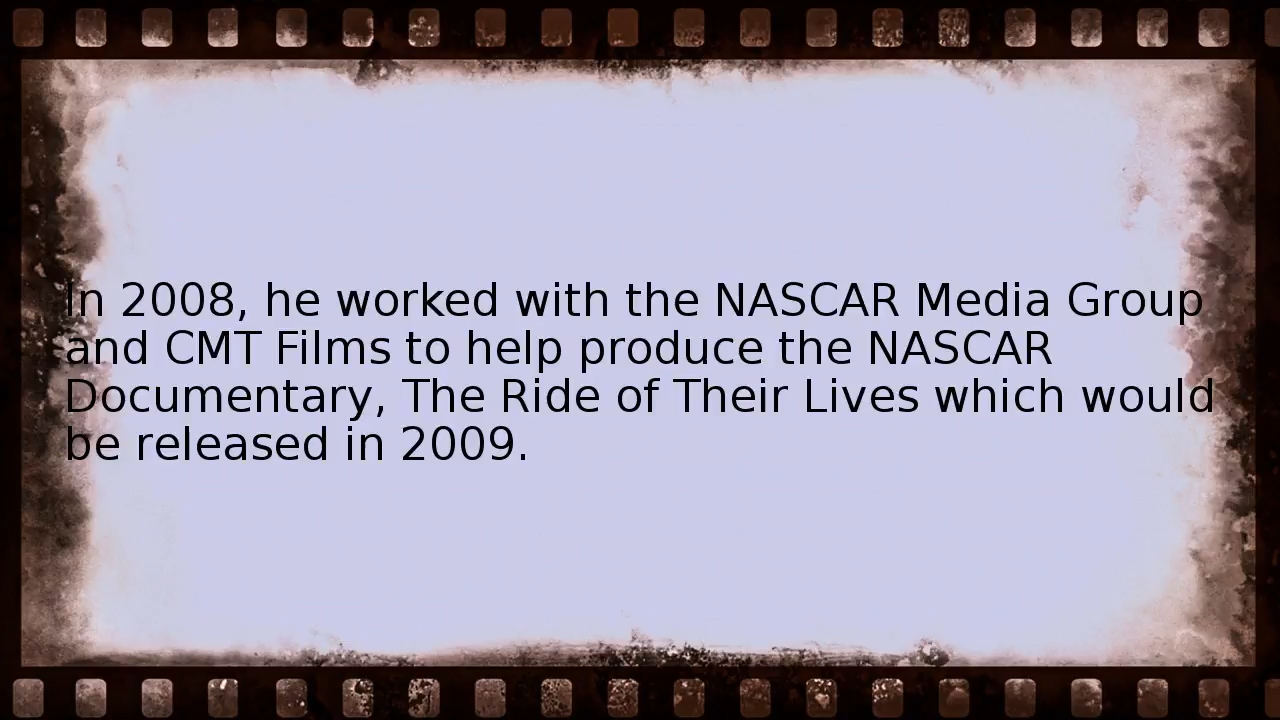 In 2008, he worked with the NASCAR Media Group
and CMT Films to help produce the NASCAR
Documentary, The Ride of Their Lives which would
be released in 2009.